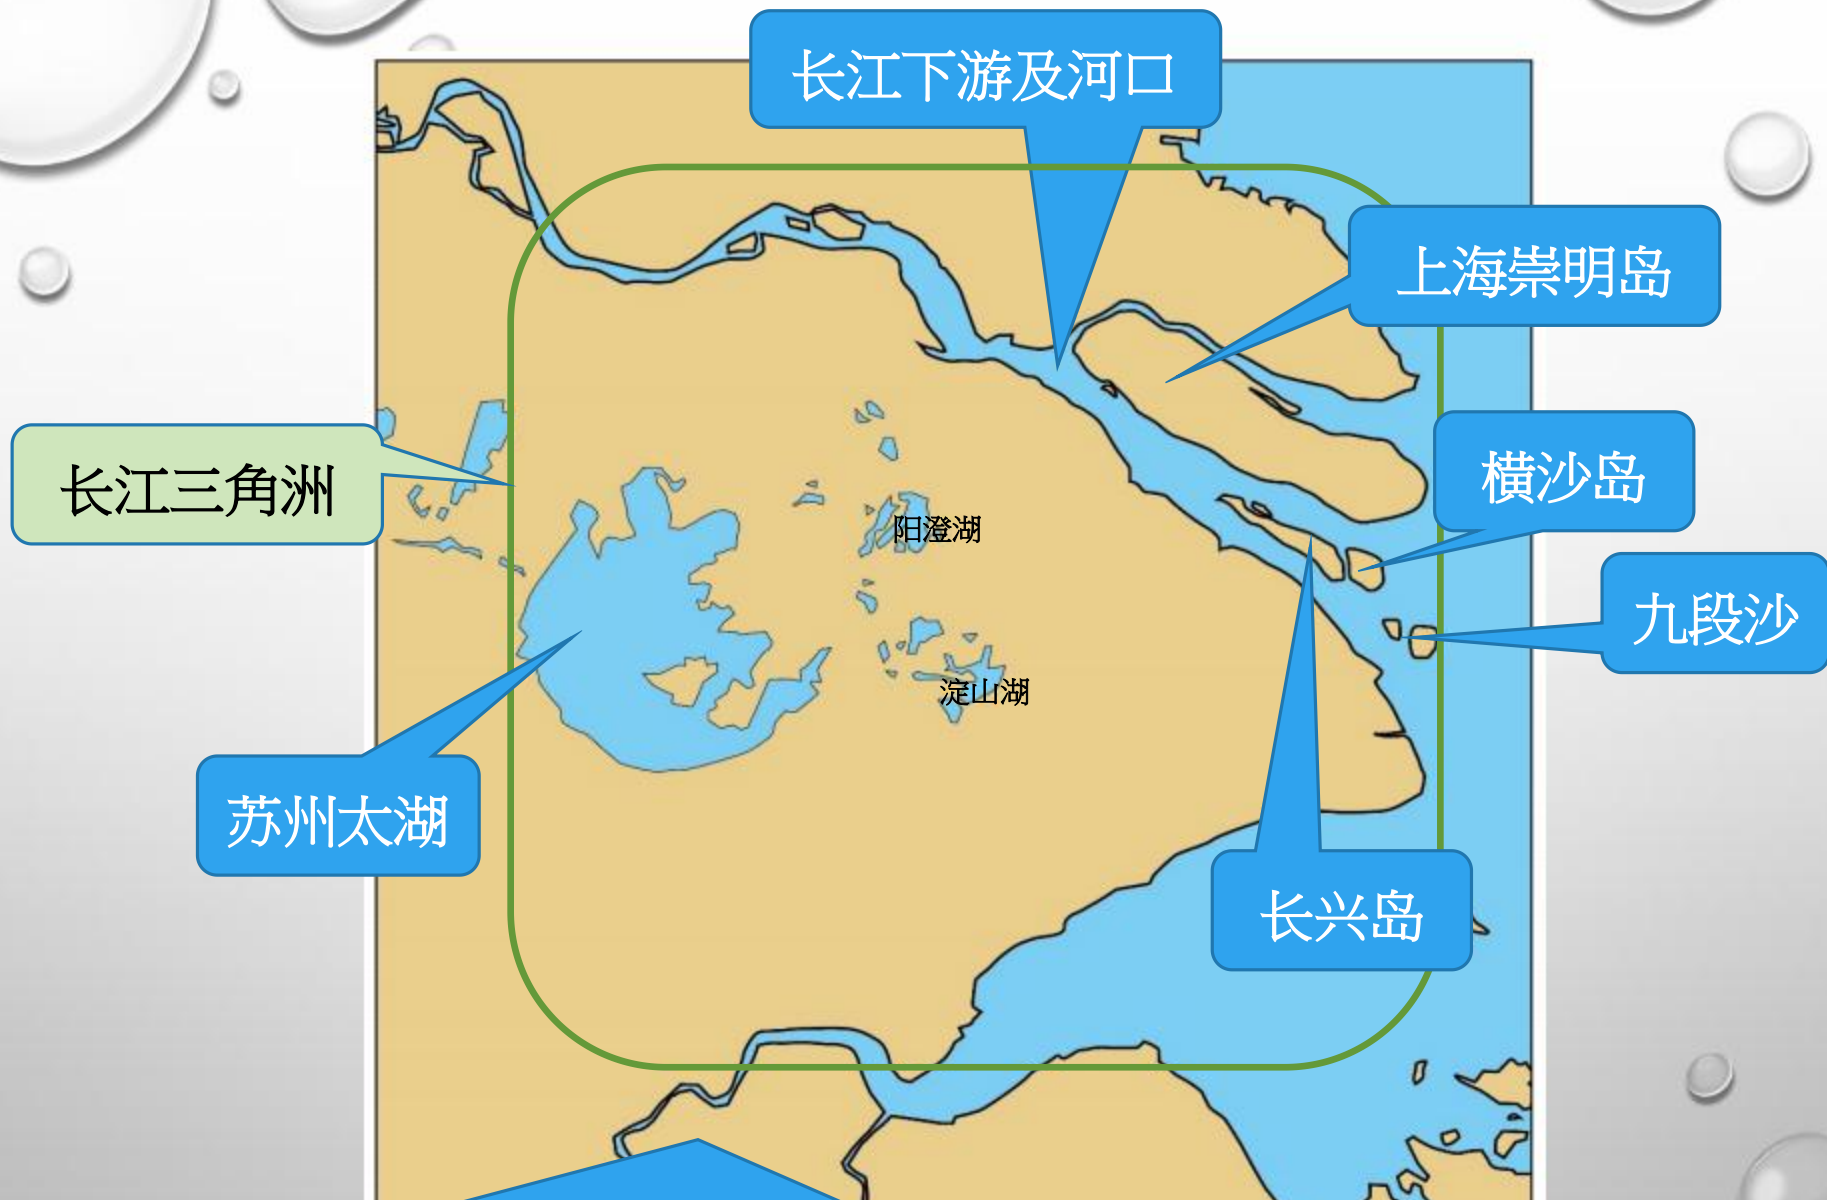 长江下游及河口
上海崇明岛
长江三角洲
横沙岛
阳澄湖
九段沙
淀山湖
苏州太湖
长兴岛